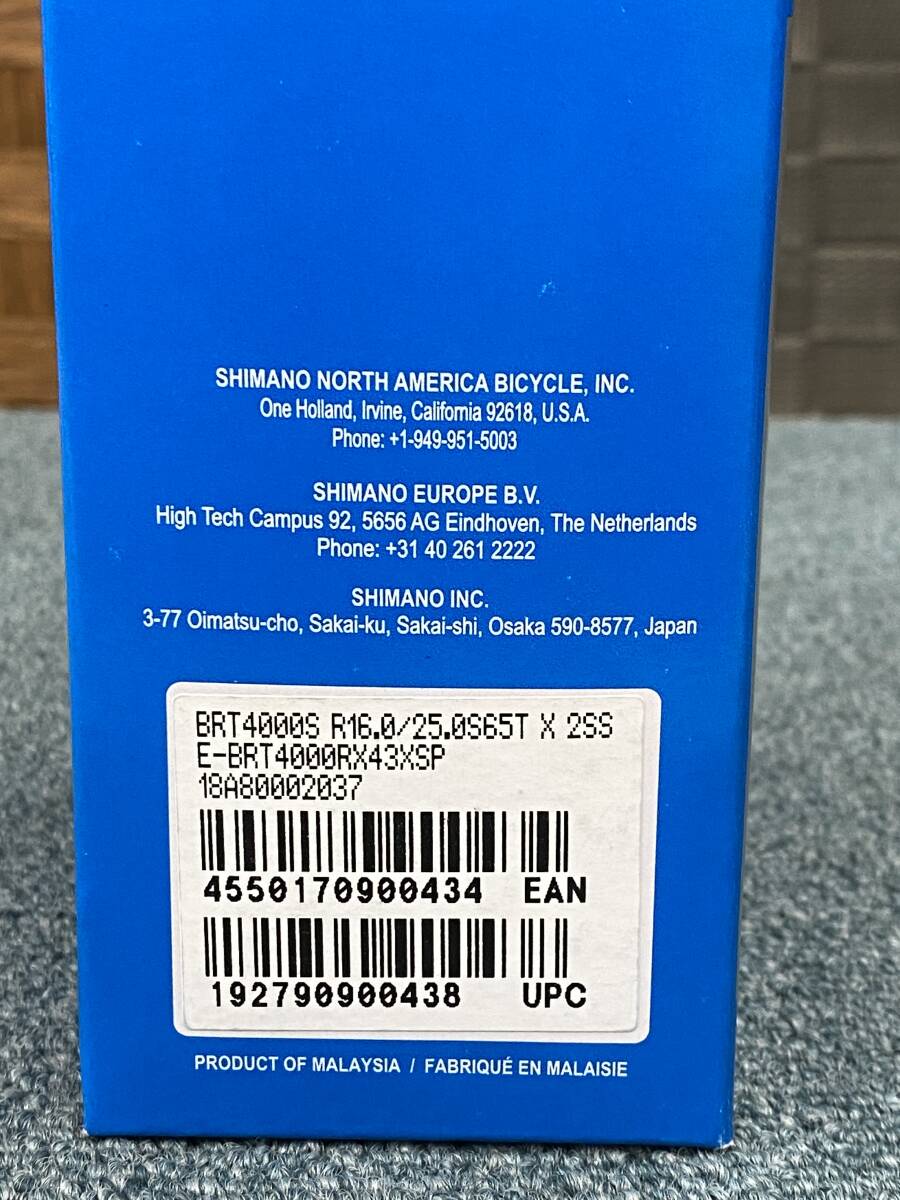 SHIMANO NORTH AMERICA BICYCLE, INC.
One Holland, Irvine, California 92618, U.S.A.
Phone: +1-949-951-5003
SHIMANO EUROPE B.V.
High Tech Campus 92, 5656 AG Eindhoven, The Netherlands
Phone: +31 40 261 2222
SHIMANO INC.
3-77 Oimatsu-cho, Sakai-ku, Sakai-shi, Osaka 590-8577, Japan
BRT4000S R16.0/25.0S65T X 2SS
E-BRT4000RX43XSP
18A80002037
4550170900434 EAN
192790900438 UPC
PRODUCT OF MALAYSIA / FABRIQUÉ EN MALAISIE